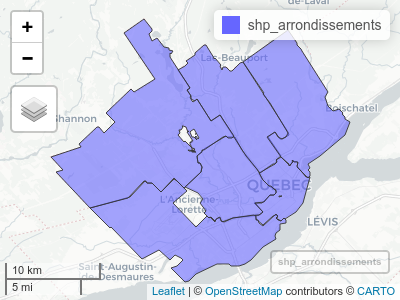 +
−
shp_arrondissements
de-Laval
Lac-Beauport
Boischatel
Shannon
QUEBEC
L'Ancienne-
Lorette
LÉVIS
Saint-Augustin-
de-Desmaures
10 km
5 mi
shp_arrondissements
Leaflet | © OpenStreetMap contributors © CARTO